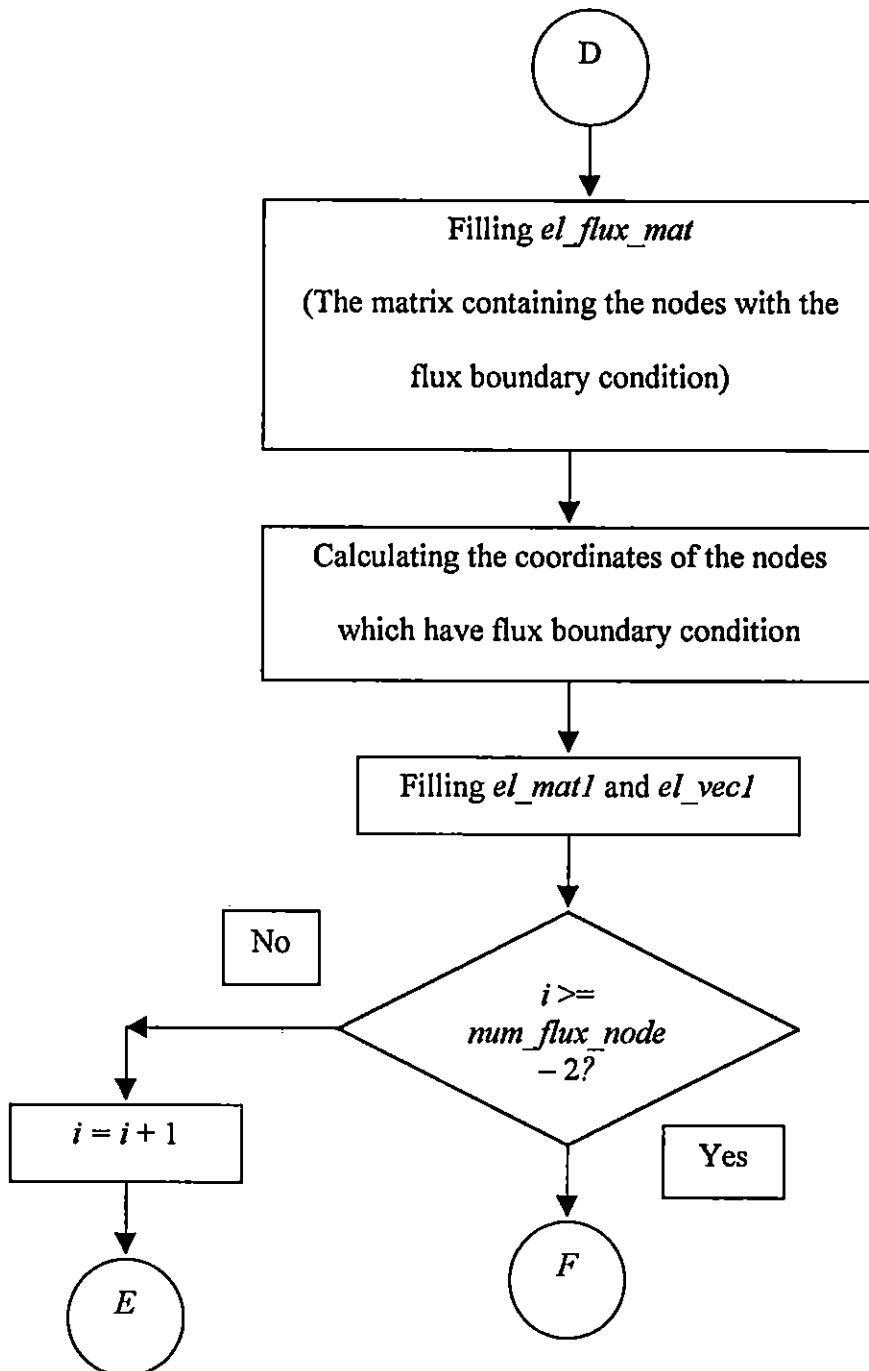 D
Filling el_flux_mat
(The matrix containing the nodes with the
flux boundary condition)
Calculating the coordinates of the nodes
which have flux boundary condition
Filling el_mat1 and el_vec1
No
i >=
num_flux_node
– 2?
i = i + 1
Yes
F
E